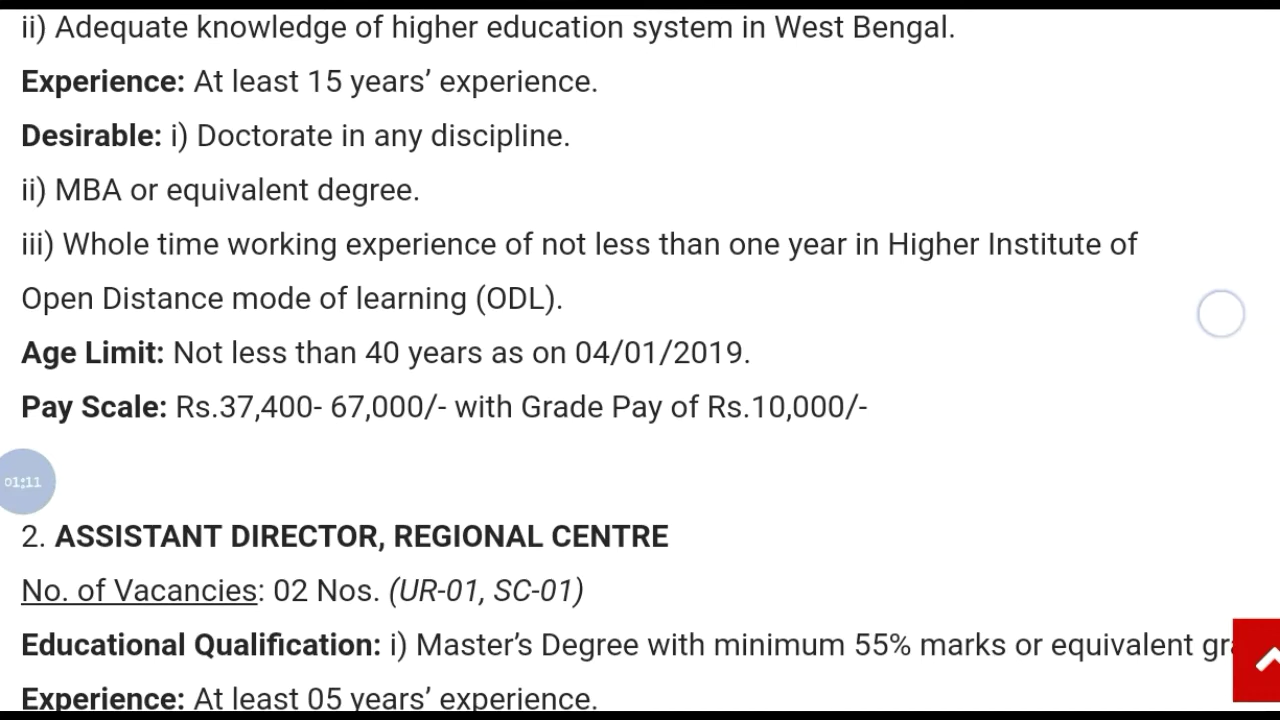 ii) Adequate knowledge of higher education system in West Bengal.
Experience: At least 15 years’ experience.
Desirable: i) Doctorate in any discipline.
ii) MBA or equivalent degree.
iii) Whole time working experience of not less than one year in Higher Institute of
Open Distance mode of learning (ODL).
Age Limit: Not less than 40 years as on 04/01/2019.
Pay Scale: Rs.37,400- 67,000/- with Grade Pay of Rs.10,000/-
01:11
2. ASSISTANT DIRECTOR, REGIONAL CENTRE
No. of Vacancies: 02 Nos. (UR-01, SC-01)
Educational Qualification: i) Master’s Degree with minimum 55% marks or equivalent
Experience: At least 05 years’ experience.